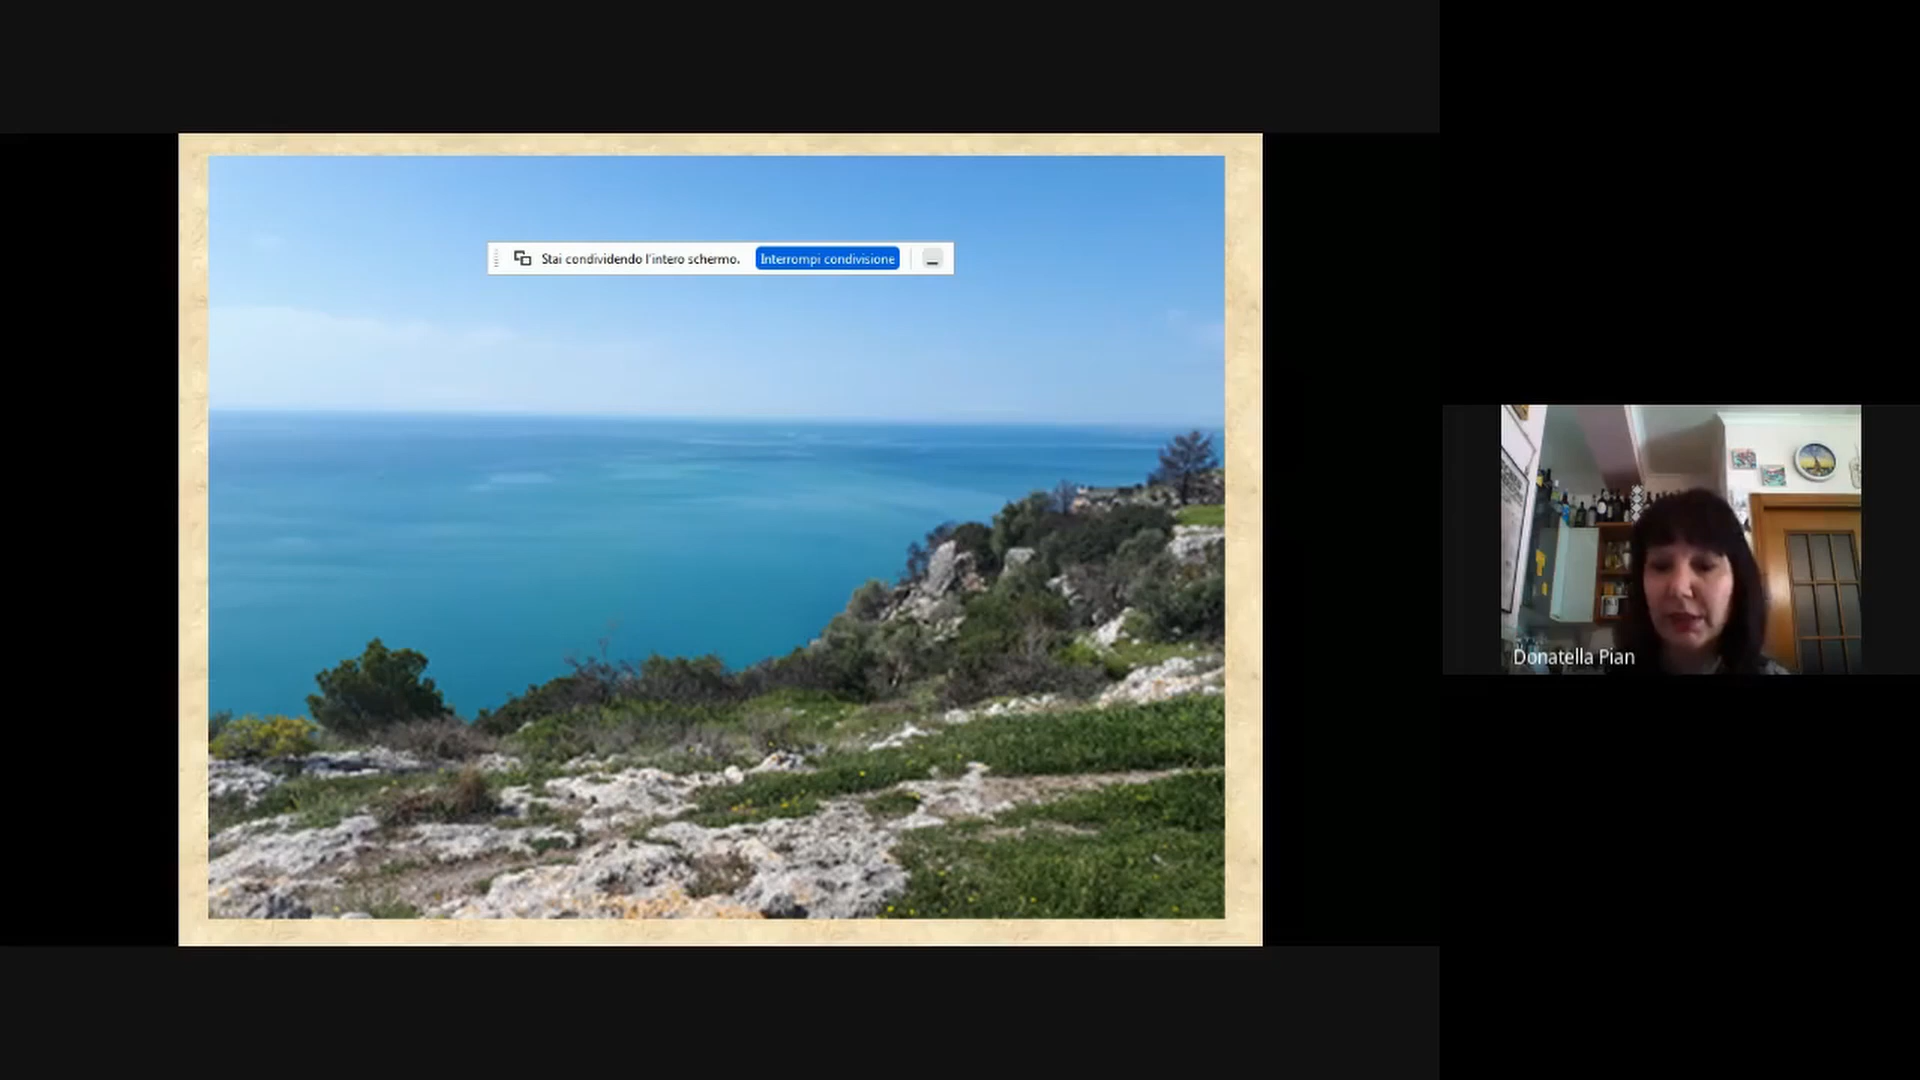 Stai condividendo l'intero schermo. Interrompi condivisione
Donatella Pian